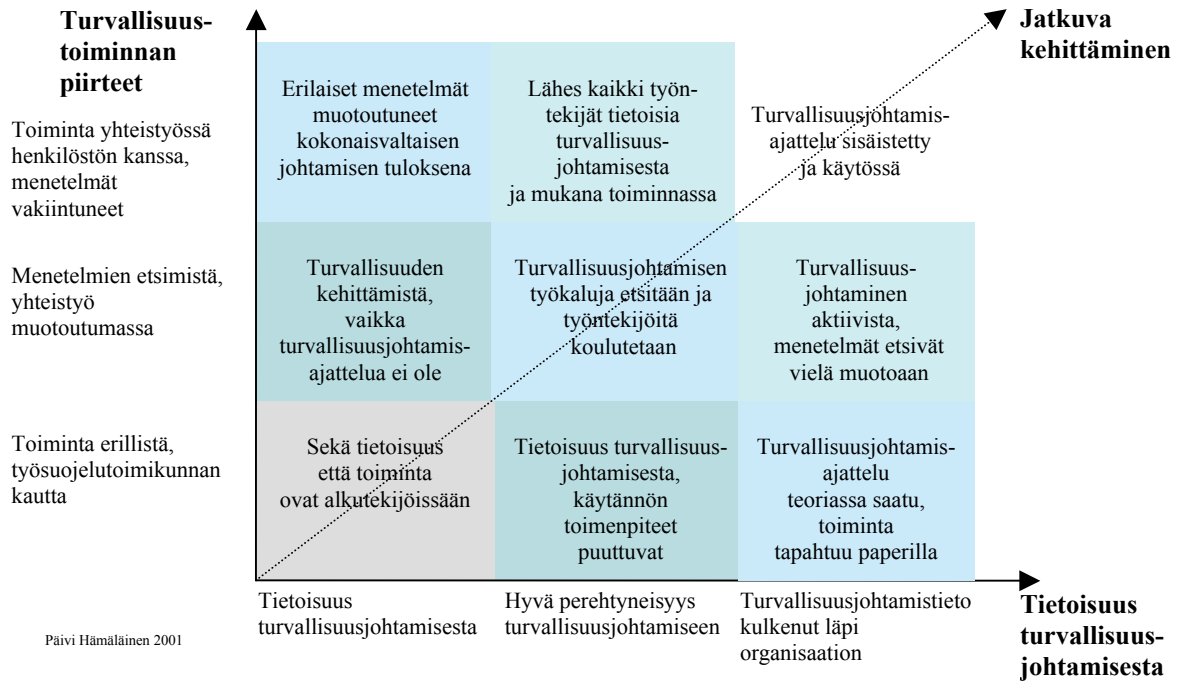 Turvallisuus-
toiminnan
piirteet
Jatkuva
kehittäminen
Toiminta yhteistyössä
henkilöstön kanssa,
menetelmät
vakiintuneet
Erilaiset menetelmät
muotoutuneet
kokonaisvaltaisen
johtamisen tuloksena
Lähes kaikki työn-
tekijät tietoisia
turvallisuus-
johtamisesta
ja mukana toiminnassa
Turvallisuusjohtamis-
ajattelu sisäistetty
ja käytössä
Menetelmien etsimistä,
yhteistyö
muotoutumassa
Turvallisuuden
kehittämistä,
vaikka
turvallisuusjohtamis-
ajattelua ei ole
Turvallisuusjohtamisen
työkaluja etsitään ja
työntekijöitä
koulutetaan
Turvallisuus-
johtaminen
aktiivista,
menetelmät etsivät
vielä muotoaan
Toiminta erillistä,
työsuojelutoimikunnan
kautta
Sekä tietoisuus
että toiminta
ovat alkutekijöissään
Tietoisuus turvallisuus-
johtamisesta,
käytännön
toimenpiteet
puuttuvat
Turvallisuusjohtamis-
ajattelu
teoriassa saatu,
toiminta
tapahtuu paperilla
Tietoisuus
turvallisuusjohtamisesta
Hyvä perehtyneisyys
turvallisuusjohtamiseen
Turvallisuusjohtamistieto
kulkenut läpi
organisaation
Tietoisuus
turvallisuus-
johtamisesta
Päivi Hämäläinen 2001